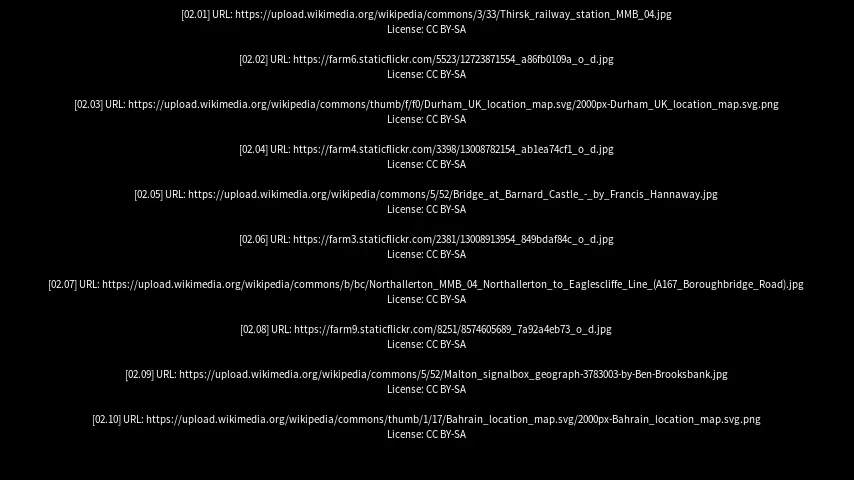 [02.01] URL: https://upload.wikimedia.org/wikipedia/commons/3/33/Thirsk_railway_station_MMB_04.jpg
License: CC BY-SA
[02.02] URL: https://farm6.staticflickr.com/5523/12723871554_a86fb0109a_o_d.jpg
License: CC BY-SA
[02.03] URL: https://upload.wikimedia.org/wikipedia/commons/thumb/f/f0/Durham_UK_location_map.svg/2000px-Durham_UK_location_map.svg.png
License: CC BY-SA
[02.04] URL: https://farm4.staticflickr.com/3398/13008782154_ab1ea74cf1_o_d.jpg
License: CC BY-SA
[02.05] URL: https://upload.wikimedia.org/wikipedia/commons/5/52/Bridge_at_Barnard_Castle_-_by_Francis_Hannaway.jpg
License: CC BY-SA
[02.06] URL: https://farm3.staticflickr.com/2381/13008913954_849bdaf84c_o_d.jpg
License: CC BY-SA
[02.07] URL: https://upload.wikimedia.org/wikipedia/commons/b/bc/Northallerton_MMB_04_Northallerton_to_Eaglescliffe_Line_(A167_Boroughbridge_Road).jpg
License: CC BY-SA
[02.08] URL: https://farm9.staticflickr.com/8251/8574605689_7a92a4eb73_o_d.jpg
License: CC BY-SA
[02.09] URL: https://upload.wikimedia.org/wikipedia/commons/5/52/Malton_signalbox_geograph-3783003-by-Ben-Brooksbank.jpg
License: CC BY-SA
[02.10] URL: https://upload.wikimedia.org/wikipedia/commons/thumb/1/17/Bahrain_location_map.svg/2000px-Bahrain_location_map.svg.png
License: CC BY-SA